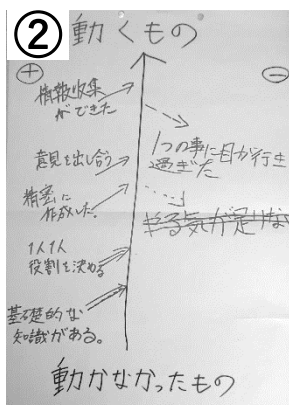 ② 動くもの
⊕
⊖
情報収集
ができた
1つの事に目が行き
過ぎた
意見を出し合う
精密に
作成した。
やる気が足りな
1人1人
役割を決める
基礎的な
知識がある。
動かなかったもの